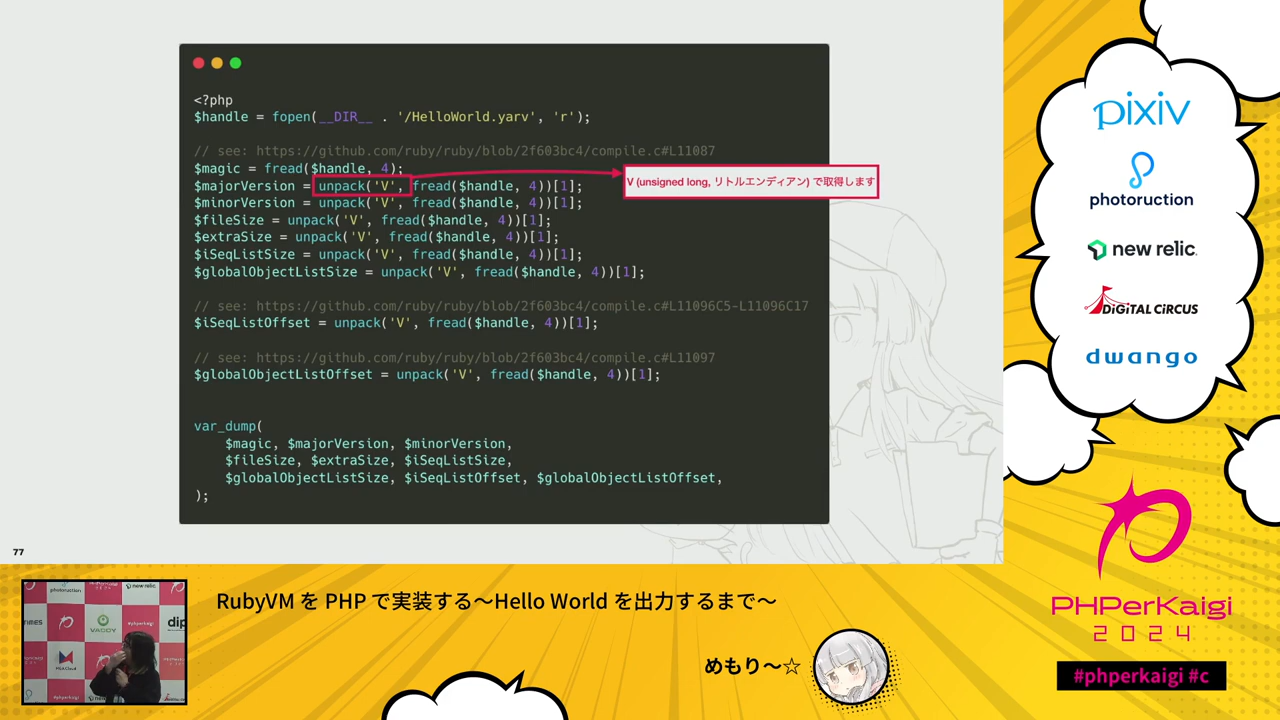 <?php
$handle = fopen(__DIR__ . '/HelloWorld.yarv', 'r');
// see: https://github.com/ruby/ruby/blob/2f603bc4/compile.c#L11087
$magic = fread($handle, 4);
$majorVersion = unpack('V', fread($handle, 4))[1];
V (unsigned long, リトルエンディアン) で取得します
$minorVersion = unpack('V', fread($handle, 4))[1];
$fileSize = unpack('V', fread($handle, 4))[1];
$extraSize = unpack('V', fread($handle, 4))[1];
$iSeqListSize = unpack('V', fread($handle, 4))[1];
$globalObjectListSize = unpack('V', fread($handle, 4))[1];
// see: https://github.com/ruby/ruby/blob/2f603bc4/compile.c#L11096C5-L11096C17
$iSeqListOffset = unpack('V', fread($handle, 4))[1];
// see: https://github.com/ruby/ruby/blob/2f603bc4/compile.c#L11097
$globalObjectListOffset = unpack('V', fread($handle, 4))[1];
var_dump(
$magic, $majorVersion, $minorVersion,
$fileSize, $extraSize, $iSeqListSize,
$globalObjectListSize, $iSeqListOffset, $globalObjectListOffset,
);
77
pixiv
photoruction
new relic
DIGITAL CIRCUS
dwango
PHPerKaigi
2024
#phperkaigi #c
RubyVM を PHP で実装する〜Hello World を出力するまで〜
めもり〜☆
photoruction
new relic
VADDY
#phperkaigi